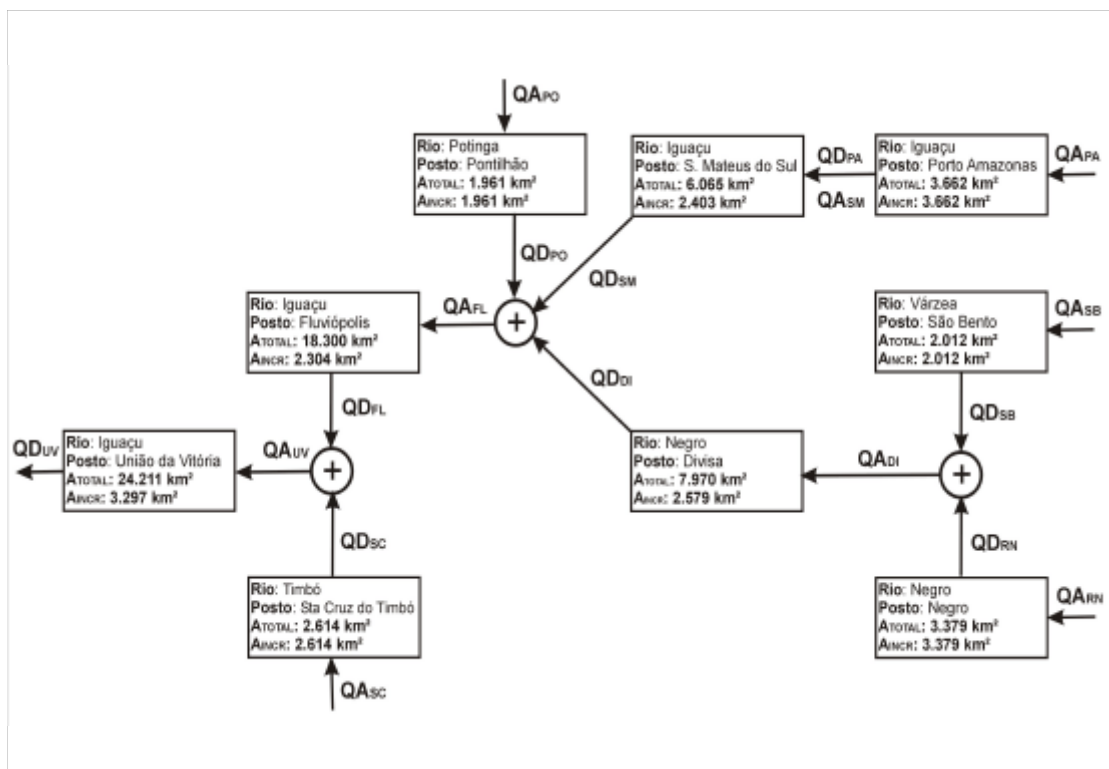 QAPO
Rio: Potinga
Posto: Pontilhão
ATOTAL: 1.961 km²
AINCR: 1.961 km²
Rio: Iguaçu
Posto: S. Mateus do Sul
ATOTAL: 6.065 km²
AINCR: 2.403 km²
QDPA
QASM
Rio: Iguaçu
Posto: Porto Amazonas
ATOTAL: 3.662 km²
AINCR: 3.662 km²
QAPA
QDPO
QDSM
Rio: Iguaçu
Posto: Fluviópolis
ATOTAL: 18.300 km²
AINCR: 2.304 km²
QAFL
+
Rio: Várzea
Posto: São Bento
ATOTAL: 2.012 km²
AINCR: 2.012 km²
QASB
QDFL
QDDI
QDSB
QDUV
Rio: Iguaçu
Posto: União da Vitória
ATOTAL: 24.211 km²
AINCR: 3.297 km²
QAUV
+
Rio: Negro
Posto: Divisa
ATOTAL: 7.970 km²
AINCR: 2.579 km²
QADI
+
QDSC
QDRN
Rio: Timbó
Posto: Sta Cruz do Timbó
ATOTAL: 2.614 km²
AINCR: 2.614 km²
QASC
Rio: Negro
Posto: Negro
ATOTAL: 3.379 km²
AINCR: 3.379 km²
QARN